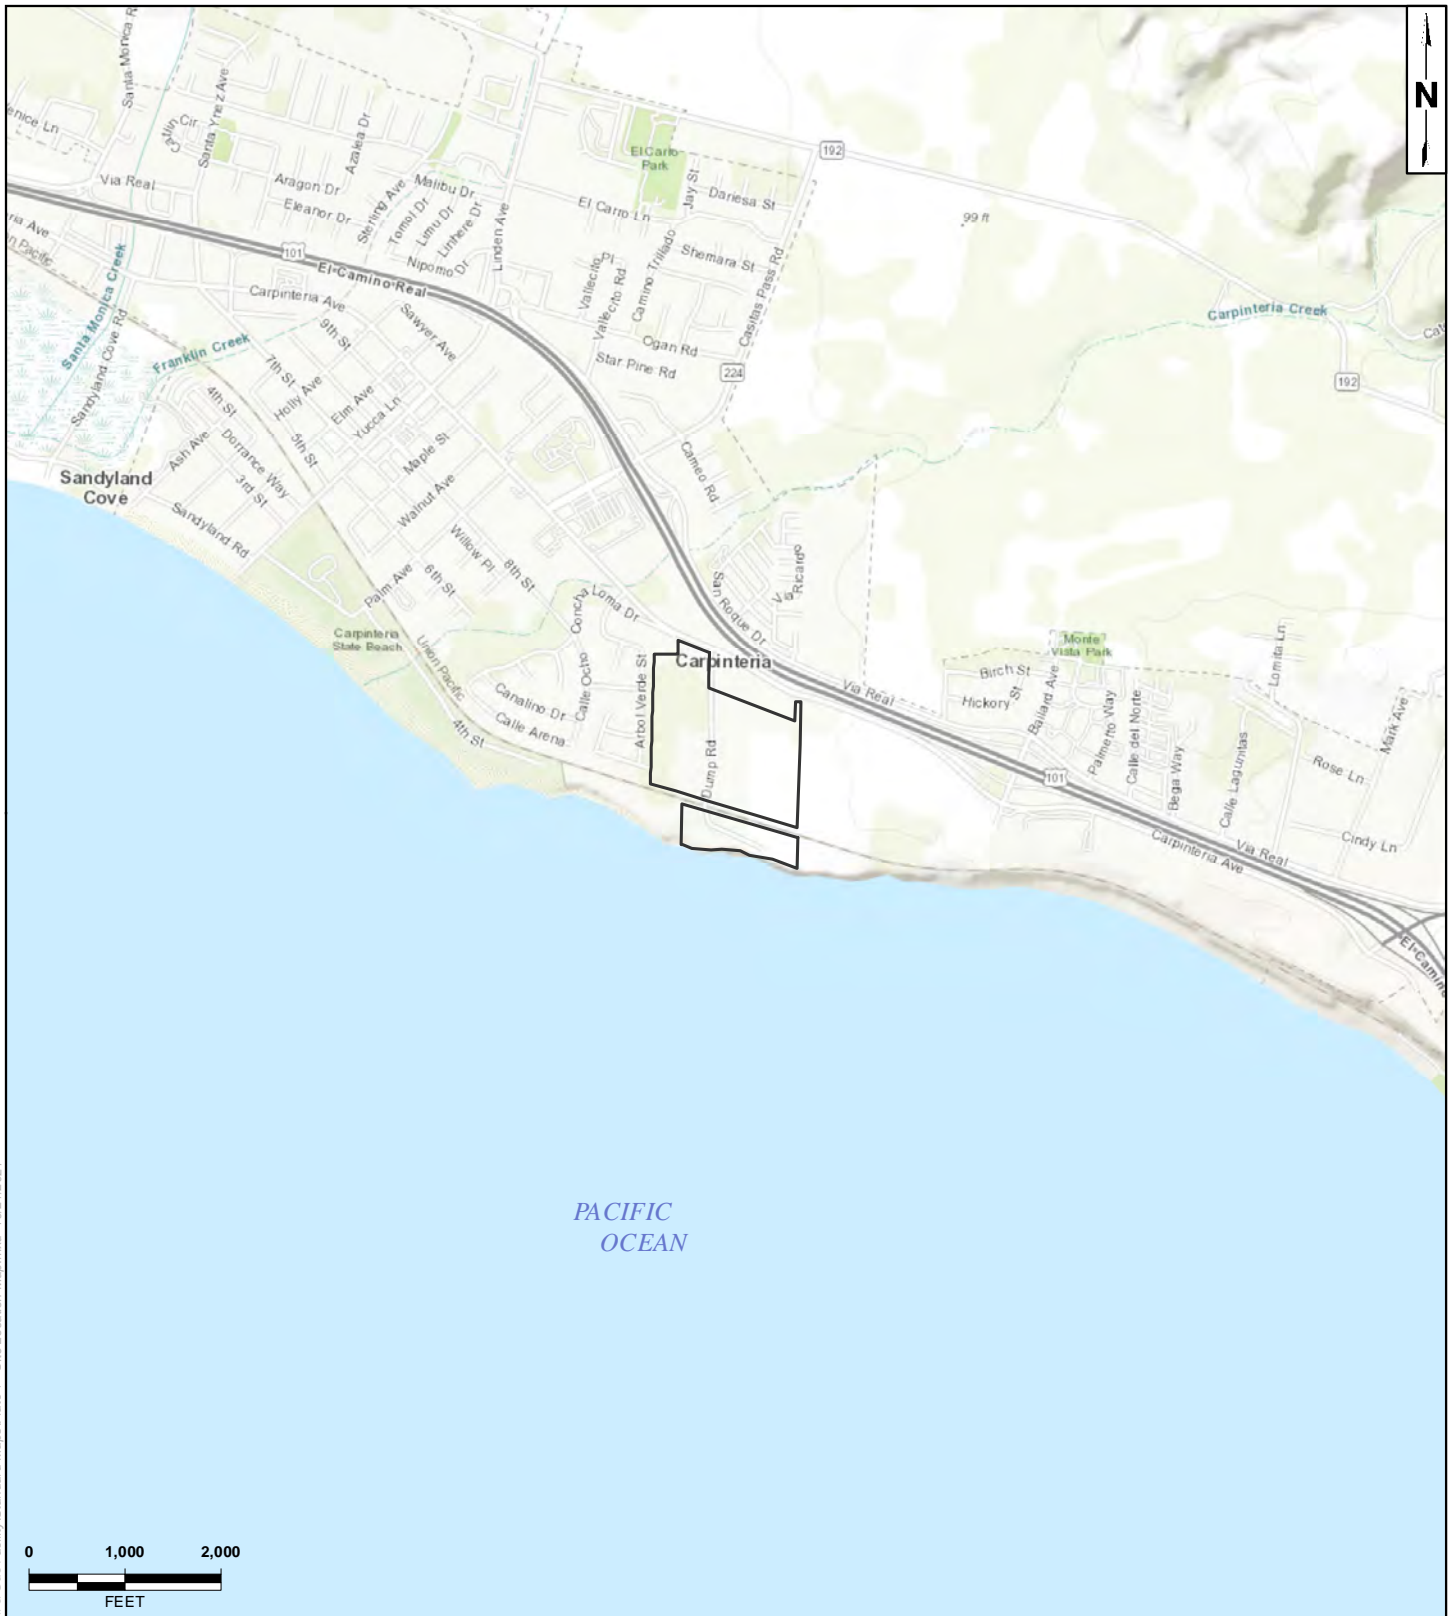 N
Santa Monica R
Venice Ln
Catlin Cir
Santa Ynez Ave
Azalea Dr
Via Real
Aragon Dr
Eleanor Dr
Sterling Ave
Malibu Dr
Tomol Dr
Limu Dr
Linhere Dr
Nipomo Dr
Linden Ave
El Carro
Park
El Carro Ln
Jay St
Dariesa St
192
99 ft
Shemara St
Vallecito Pl
Vallecito Rd
Camino Trillado
Casitas Pass Rd
101
El Camino Real
ria Ave
n Pacific
Santa Monica Creek
Sandyland Cove Rd
Carpinteria Ave
9th St
Sawyer Ave
Franklin Creek
Ogan Rd
Star Pine Rd
224
Carpinteria Creek
192
Cat
7th St
Holly Ave
Elm Ave
Yucca Ln
4th St
5th St
Maple St
Ash Ave
Dorrance Way
3rd St
Walnut Ave
Cameo Rd
Sandyland
Cove
Sandyland Rd
Willow Pl
8th St
Palm Ave
6th St
San Roque Dr
Via Ricardo
Concha Loma Dr
Carpinteria
State Beach
Union Pacific
Calle Ocho
Arbol Verde St
Carpinteria
Monte
Vista Park
Lomita Ln
Birch St
Hickory St
Ballard Ave
Via Real
Canalino Dr
Calle Arena
4th St
Dump Rd
Palmetto Way
Calle del Norte
Bega Way
Calle Lagunitas
Mark Ave
Rose Ln
101
Cindy Ln
Via Real
Carpinteria Ave
El Camino
PACIFIC
OCEAN
0 1,000 2,000
FEET